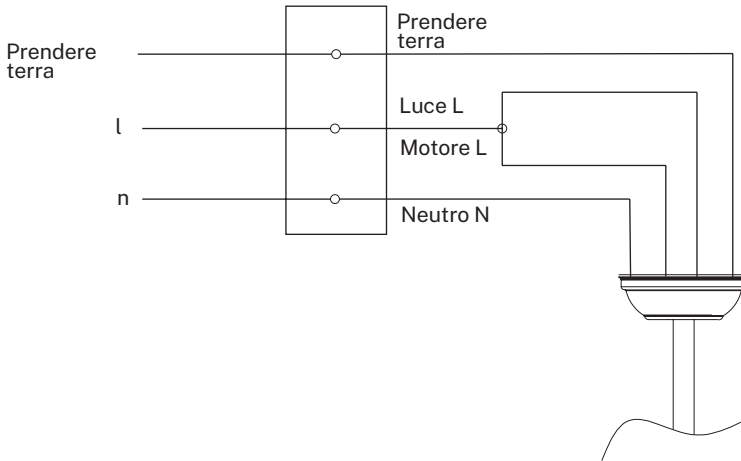 Prendere
terra
Prendere
terra
l
Luce L
Motore L
n
Neutro N